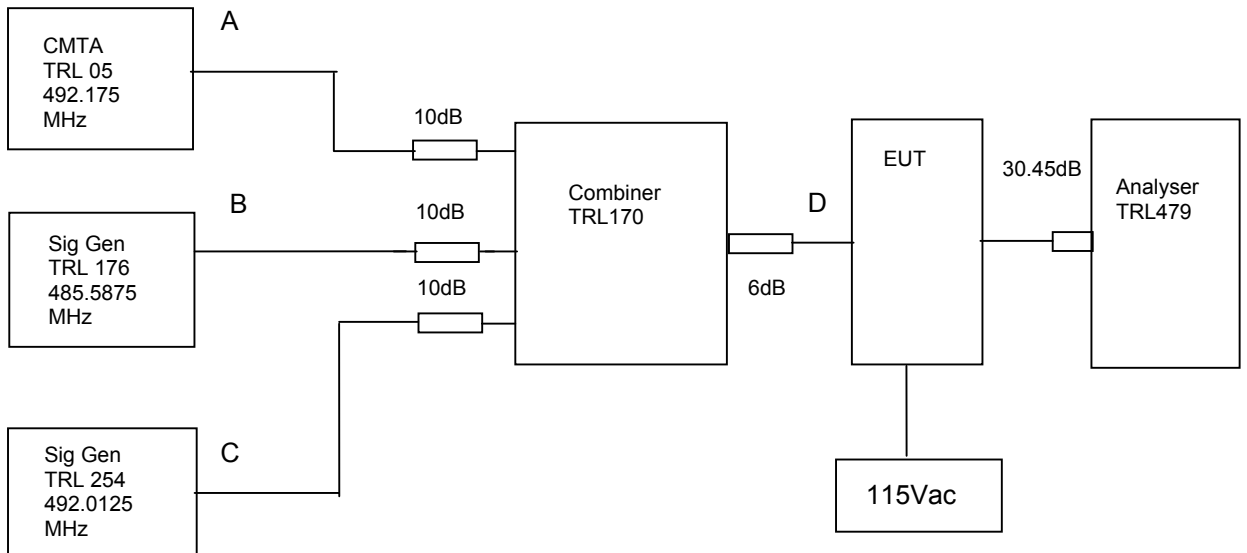 A
CMTA
TRL 05
492.175
MHz
10dB
B
Sig Gen
TRL 176
485.5875
MHz
10dB
10dB
C
Sig Gen
TRL 254
492.0125
MHz
Combiner
TRL170
6dB
D
EUT
115Vac
30.45dB
Analyser
TRL479